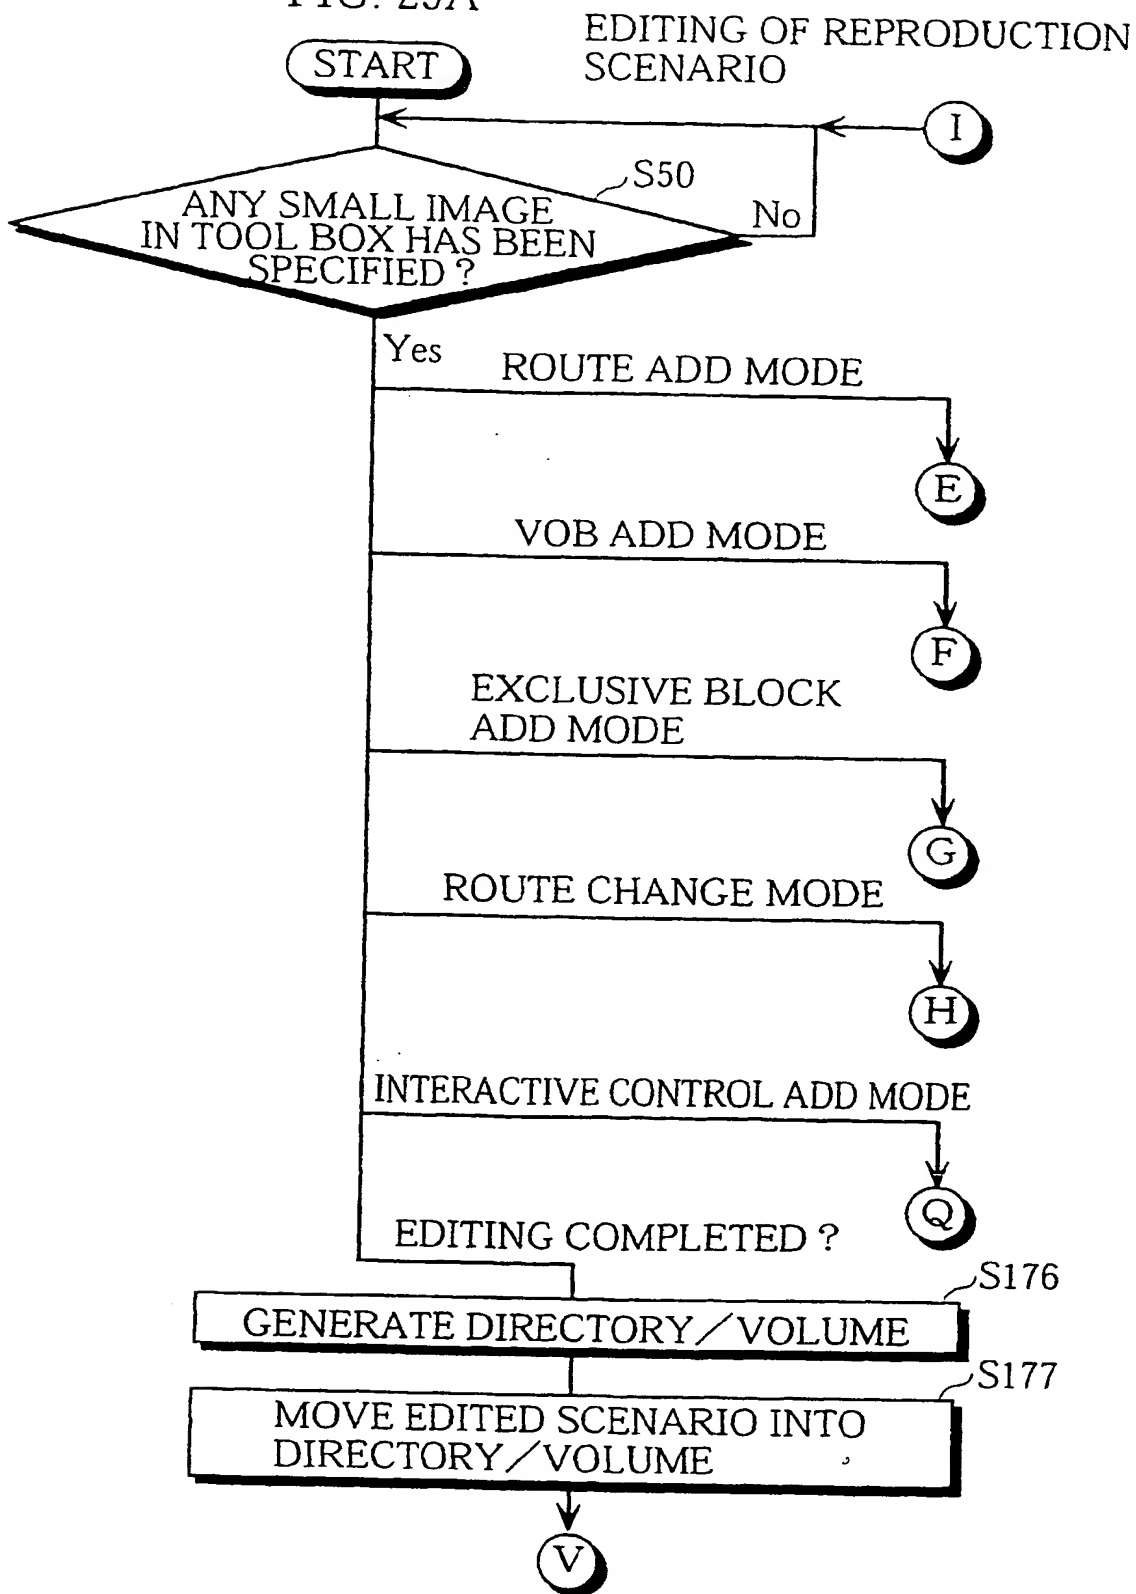 EDITING OF REPRODUCTION
SCENARIO
START
I
S50
ANY SMALL IMAGE
IN TOOL BOX HAS BEEN
SPECIFIED ?
No
Yes
ROUTE ADD MODE
E
VOB ADD MODE
F
EXCLUSIVE BLOCK
ADD MODE
G
ROUTE CHANGE MODE
H
INTERACTIVE CONTROL ADD MODE
Q
EDITING COMPLETED ?
S176
GENERATE DIRECTORY/VOLUME
S177
MOVE EDITED SCENARIO INTO
DIRECTORY/VOLUME
V